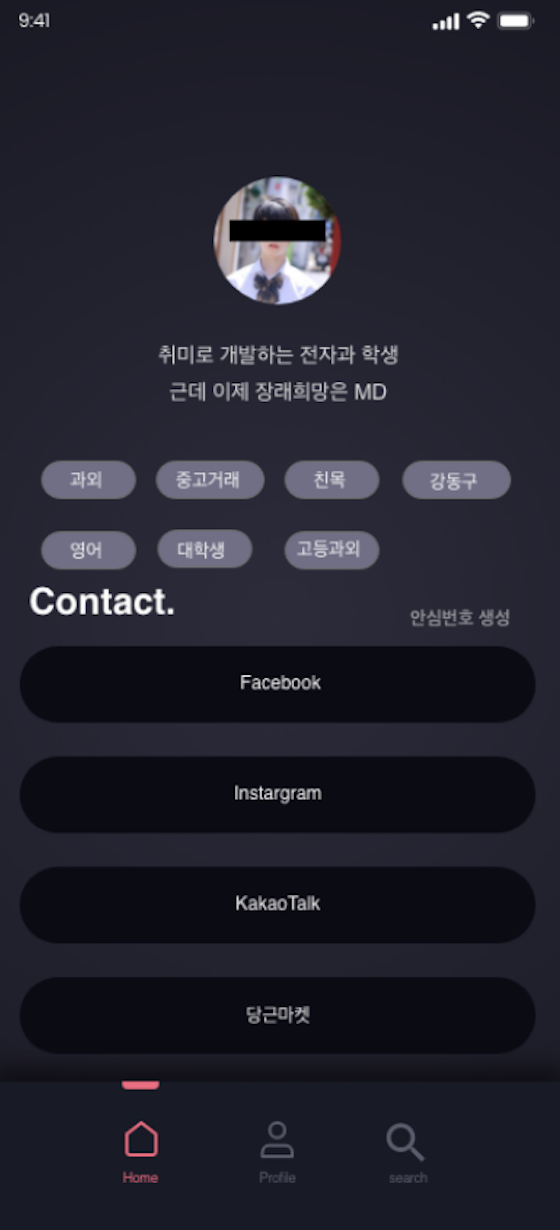 9:41
취미로 개발하는 전자과 학생
근데 이제 장래희망은 MD
과외 중고거래 친목 강동구
영어 대학생 고등과외
Contact.
안심번호 생성
Facebook
Instargram
KakaoTalk
당근마켓
Home Profile search